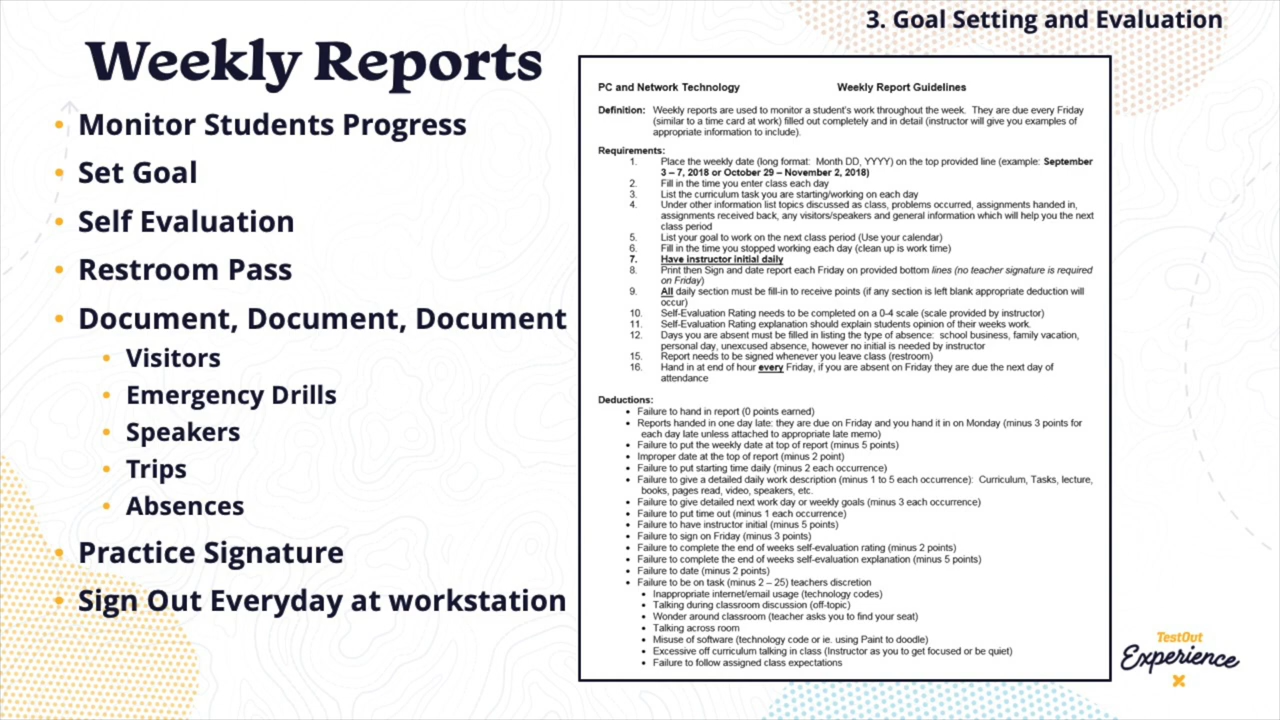 3. Goal Setting and Evaluation
Weekly Reports
• Monitor Students Progress
• Set Goal
• Self Evaluation
• Restroom Pass
• Document, Document, Document
• Visitors
• Emergency Drills
• Speakers
• Trips
• Absences
• Practice Signature
• Sign Out Everyday at workstation
PC and Network Technology Weekly Report Guidelines
Definition: Weekly reports are used to monitor a student's work throughout the week. They are due every Friday
(similar to a time card at work) filled out completely and in detail (instructor will give you examples of
appropriate information to include).
Requirements:
1. Place the weekly date (long format: Month DD, YYYY) on the top provided line (example: September
3 – 7, 2018 or October 29 – November 2, 2018)
2. Fill in the time you enter class each day
3. List the curriculum task you are starting/working on each day
4. Under other information list topics discussed as class, problems occurred, assignments handed in,
assignments received back, any visitors/speakers and general information which will help you the next
class period
5. List your goal to work on the next class period (Use your calendar)
6. Fill in the time you stopped working each day (clean up is work time)
7. Have instructor initial daily
8. Print then Sign and date report each Friday on provided bottom lines (no teacher signature is required
on Friday)
9. All daily section must be fill-in to receive points (if any section is left blank appropriate deduction will
occur)
10. Self-Evaluation Rating needs to be completed on a 0-4 scale (scale provided by instructor)
11. Self-Evaluation Rating explanation should explain students opinion of their weeks work.
12. Days you are absent must be filled in listing the type of absence: school business, family vacation,
personal day, unexcused absence, however no initial is needed by instructor
15. Report needs to be signed whenever you leave class (restroom)
16. Hand in at end of hour every Friday, if you are absent on Friday they are due the next day of
attendance
Deductions:
• Failure to hand in report (0 points earned)
• Reports handed in one day late: they are due on Friday and you hand it in on Monday (minus 3 points for
each day late unless attached to appropriate late memo)
• Failure to put the weekly date at top of report (minus 5 points)
• Improper date at the top of report (minus 2 point)
• Failure to put starting time daily (minus 2 each occurrence)
• Failure to give a detailed daily work description (minus 1 to 5 each occurrence): Curriculum, Tasks, lecture,
books, pages read, video, speakers, etc.
• Failure to give detailed next work day or weekly goals (minus 3 each occurrence)
• Failure to put time out (minus 1 each occurrence)
• Failure to have instructor initial (minus 5 points)
• Failure to sign on Friday (minus 3 points)
• Failure to complete the end of weeks self-evaluation rating (minus 2 points)
• Failure to complete the end of weeks self-evaluation explanation (minus 5 points)
• Failure to date (minus 2 points)
• Failure to be on task (minus 2 – 25) teachers discretion
• Inappropriate internet/email usage (technology codes)
• Talking during classroom discussion (off-topic)
• Wonder around classroom (teacher asks you to find your seat)
• Talking across room
• Misuse of software (technology code or ie. using Paint to doodle)
• Excessive off curriculum talking in class (Instructor as you to get focused or be quiet)
• Failure to follow assigned class expectations
TestOut
Experience